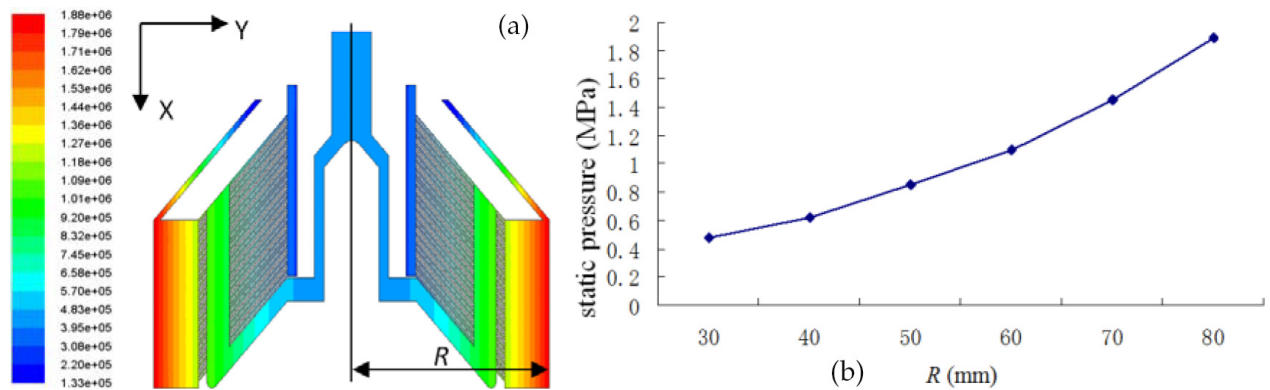 1.88e+06
1.79e+06
1.71e+06
1.62e+06
1.53e+06
1.44e+06
1.36e+06
1.27e+06
1.18e+06
1.09e+06
1.01e+06
9.20e+05
8.32e+05
7.45e+05
6.58e+05
5.70e+05
4.83e+05
3.95e+05
3.08e+05
2.20e+05
1.33e+05
Y
X
(a)
R
static pressure (MPa)
2
1.8
1.6
1.4
1.2
1
0.8
0.6
0.4
0.2
0
30 40 50 60 70 80
(b)
R (mm)